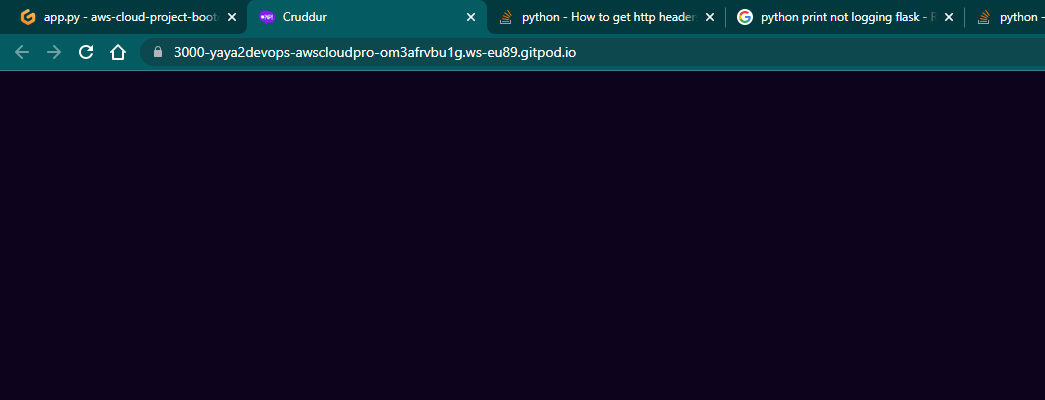 app.py - aws-cloud-project-boot
Cruddur
python - How to get http header
python print not logging flask -
python -
3000-yaya2devops-awscloudpro-om3afrvbu1g.ws-eu89.gitpod.io